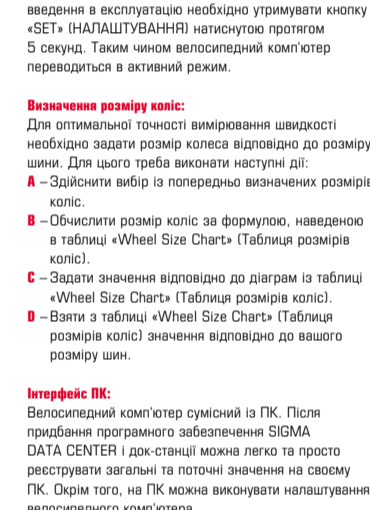 введення в експлуатацію необхідно утримувати кнопку
«SET» (НАЛАШТУВАННЯ) натиснутою протягом
5 секунд. Таким чином велосипедний комп'ютер
переводиться в активний режим.
Визначення розміру коліс:
Для оптимальної точності вимірювання швидкості
необхідно задати розмір колеса відповідно до розміру
шини. Для цього треба виконати наступні дії:
A – Здійснити вибір із попередньо визначених розмірів
коліс.
B – Обчислити розмір коліс за формулою, наведеною
в таблиці «Wheel Size Chart» (Таблиця розмірів
коліс).
C – Задати значення відповідно до діаграм із таблиці
«Wheel Size Chart» (Таблиця розмірів коліс).
D – Взяти з таблиці «Wheel Size Chart» (Таблиця
розмірів коліс) значення відповідно до вашого
розміру шин.
Інтерфейс ПК:
Велосипедний комп'ютер сумісний із ПК. Після
придбання програмного забезпечення SIGMA
DATA CENTER і док-станції можна легко та просто
реєструвати загальні та поточні значення на своєму
ПК. Окрім того, на ПК можна виконувати налаштування
велосипедного комп'ютера.